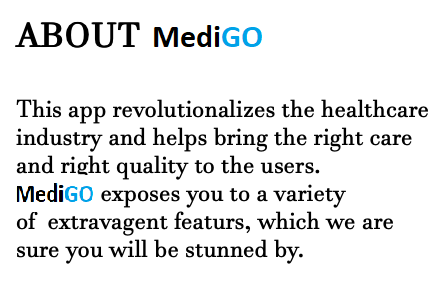 ABOUT MediGO
This app revolutionalizes the healthcare
industry and helps bring the right care
and right quality to the users.
MediGO exposes you to a variety
of extravagent featurs, which we are
sure you will be stunned by.